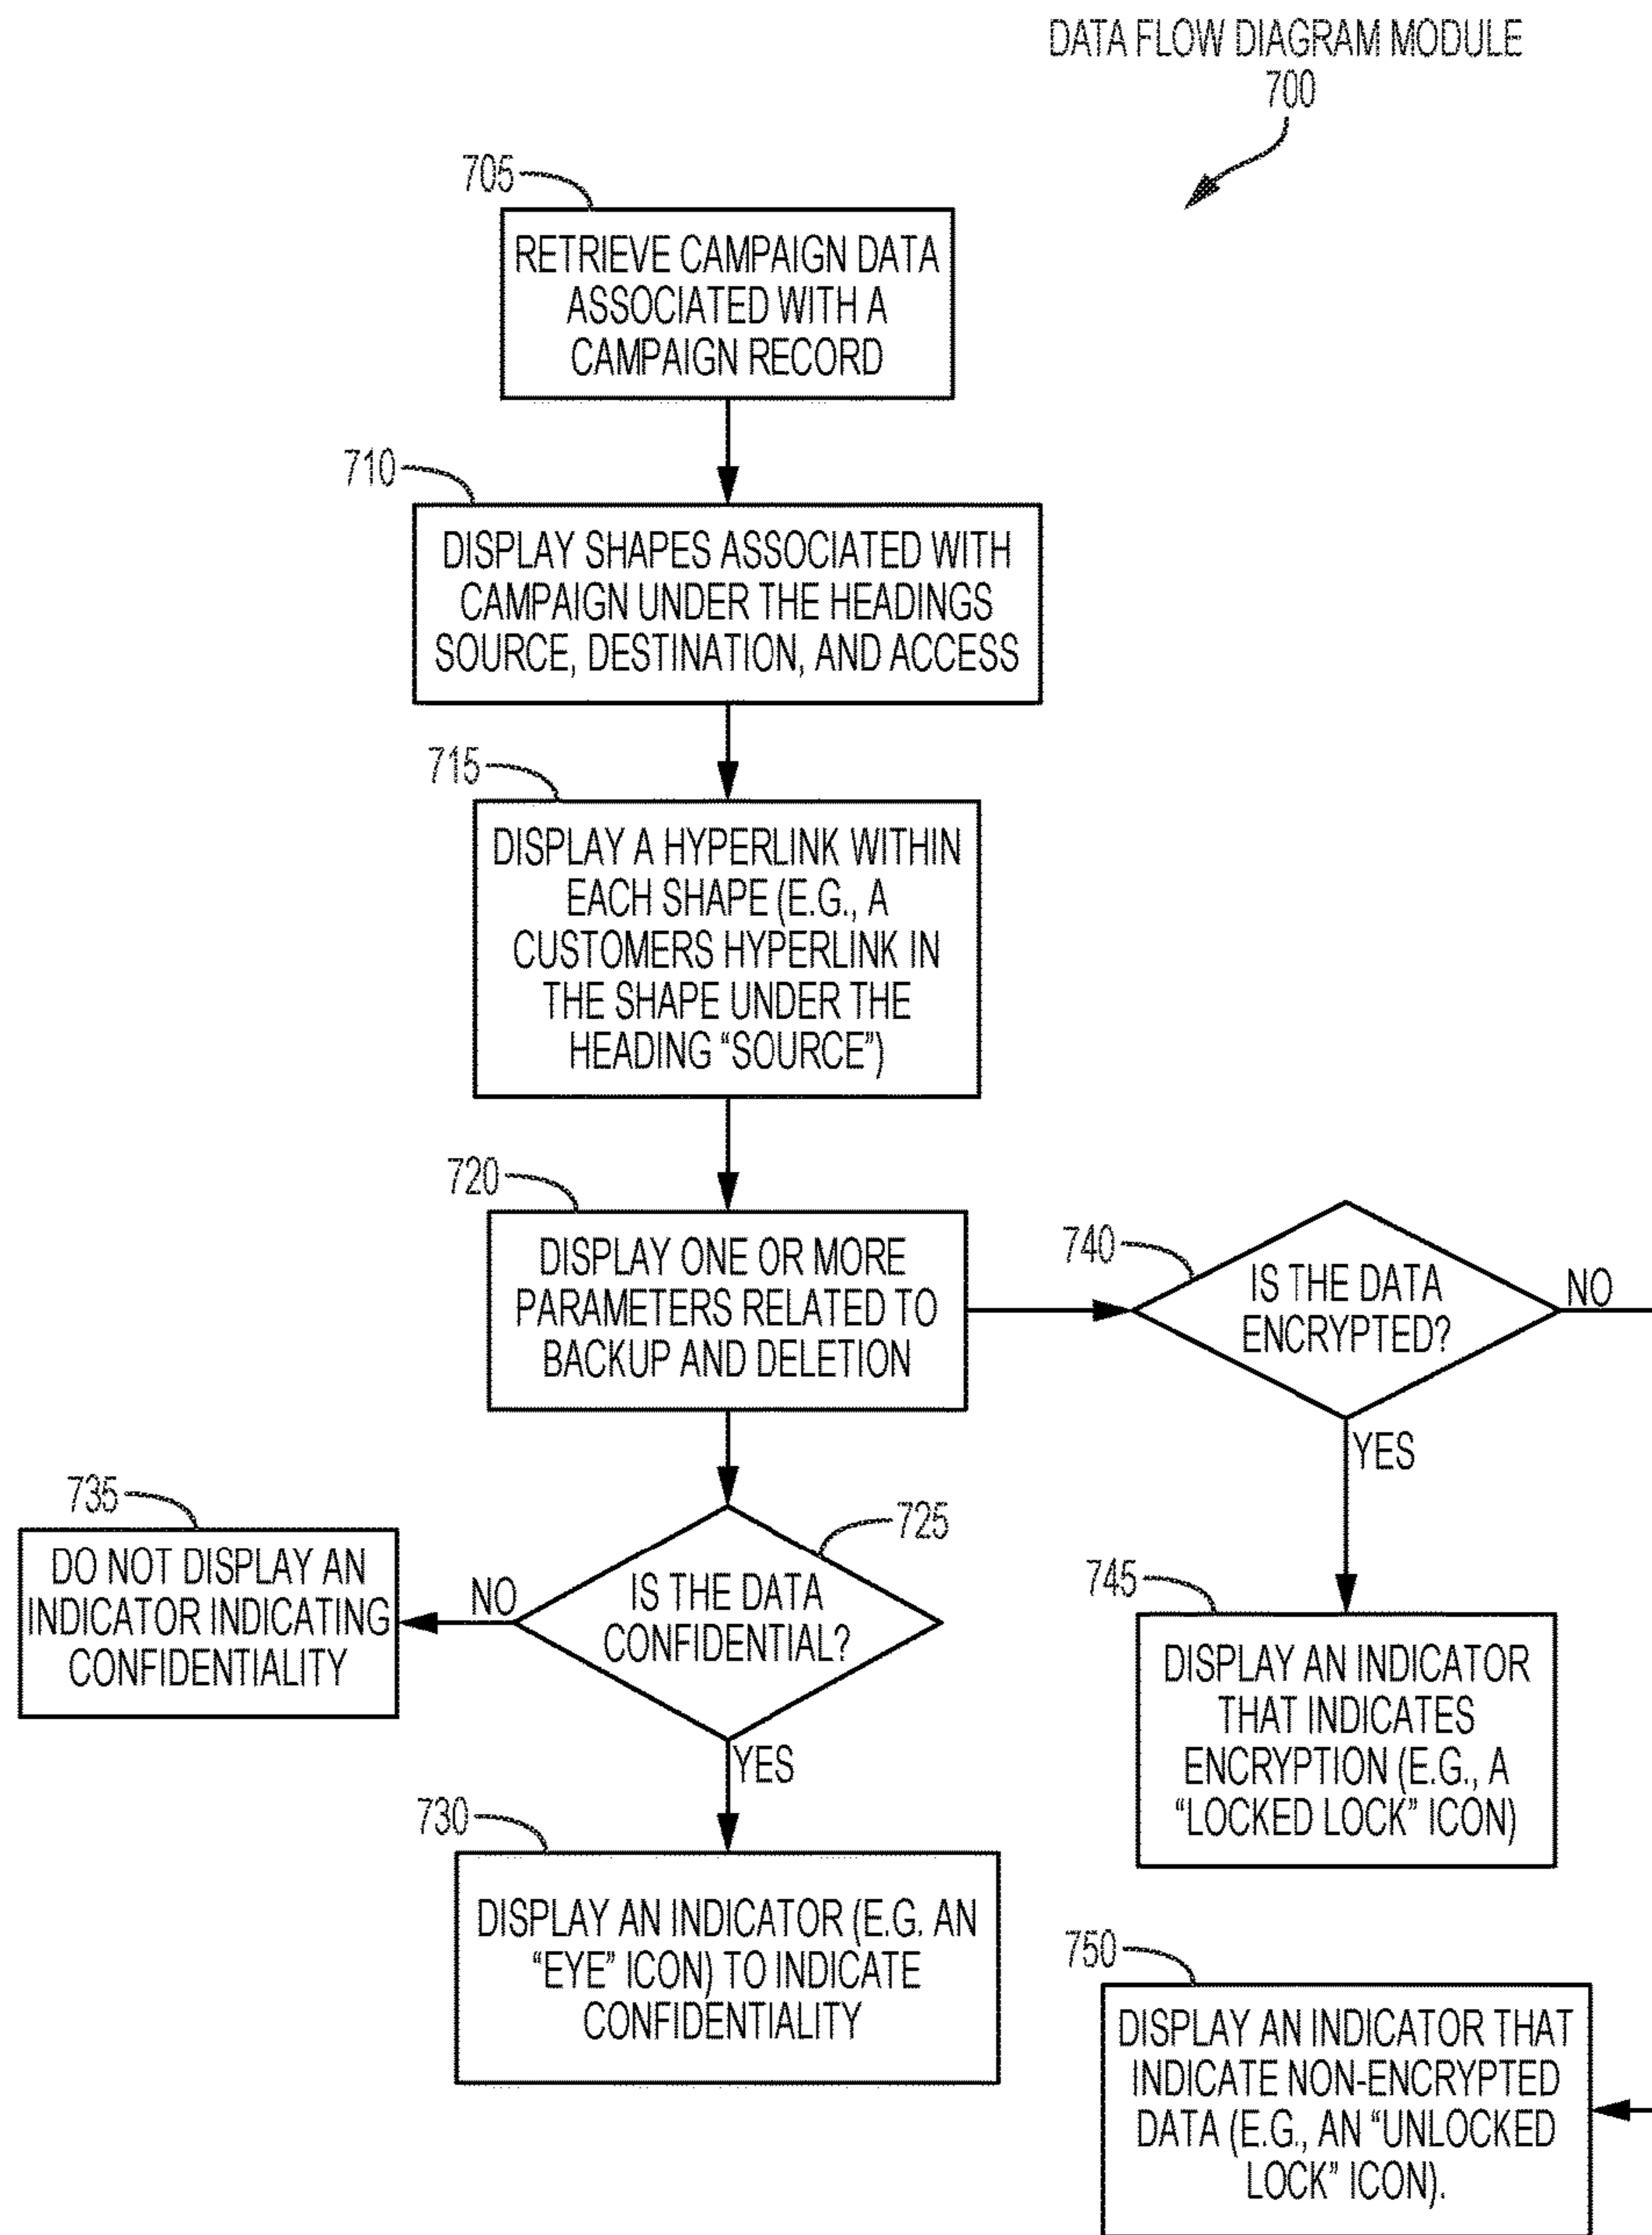 DATA FLOW DIAGRAM MODULE
700
705
RETRIEVE CAMPAIGN DATA
ASSOCIATED WITH A
CAMPAIGN RECORD
710
DISPLAY SHAPES ASSOCIATED WITH
CAMPAIGN UNDER THE HEADINGS
SOURCE, DESTINATION, AND ACCESS
715
DISPLAY A HYPERLINK WITHIN
EACH SHAPE (E.G., A
CUSTOMERS HYPERLINK IN
THE SHAPE UNDER THE
HEADING “SOURCE”)
720
DISPLAY ONE OR MORE
PARAMETERS RELATED TO
BACKUP AND DELETION
740
IS THE DATA
ENCRYPTED?
NO
YES
725
IS THE DATA
CONFIDENTIAL?
NO
YES
735
DO NOT DISPLAY AN
INDICATOR INDICATING
CONFIDENTIALITY
745
DISPLAY AN INDICATOR
THAT INDICATES
ENCRYPTION (E.G., A
“LOCKED LOCK” ICON)
730
DISPLAY AN INDICATOR (E.G. AN
“EYE” ICON) TO INDICATE
CONFIDENTIALITY
750
DISPLAY AN INDICATOR THAT
INDICATE NON-ENCRYPTED
DATA (E.G., AN “UNLOCKED
LOCK” ICON).